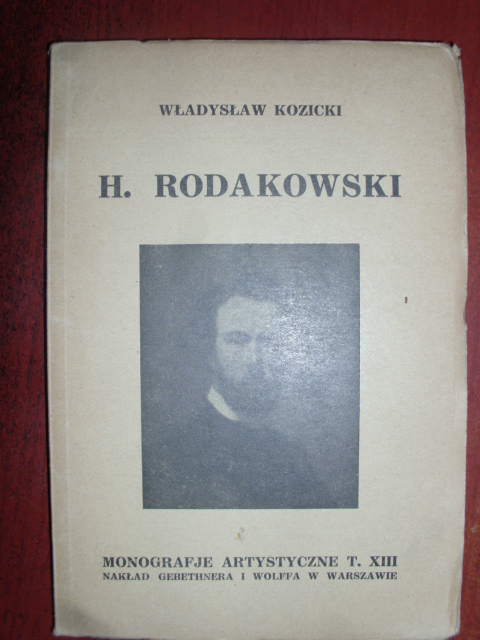 WŁADYSŁAW KOZICKI
H. RODAKOWSKI
MONOGRAFJE ARTYSTYCZNE T. XIII
NAKŁAD GEBETHNERA I WOLFFA W WARSZAWIE